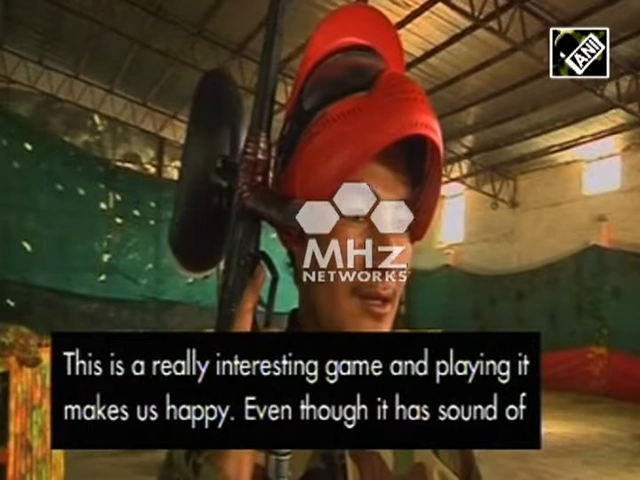 ANI
MHz
NETWORKS
This is a really interesting game and playing it
makes us happy. Even though it has sound of